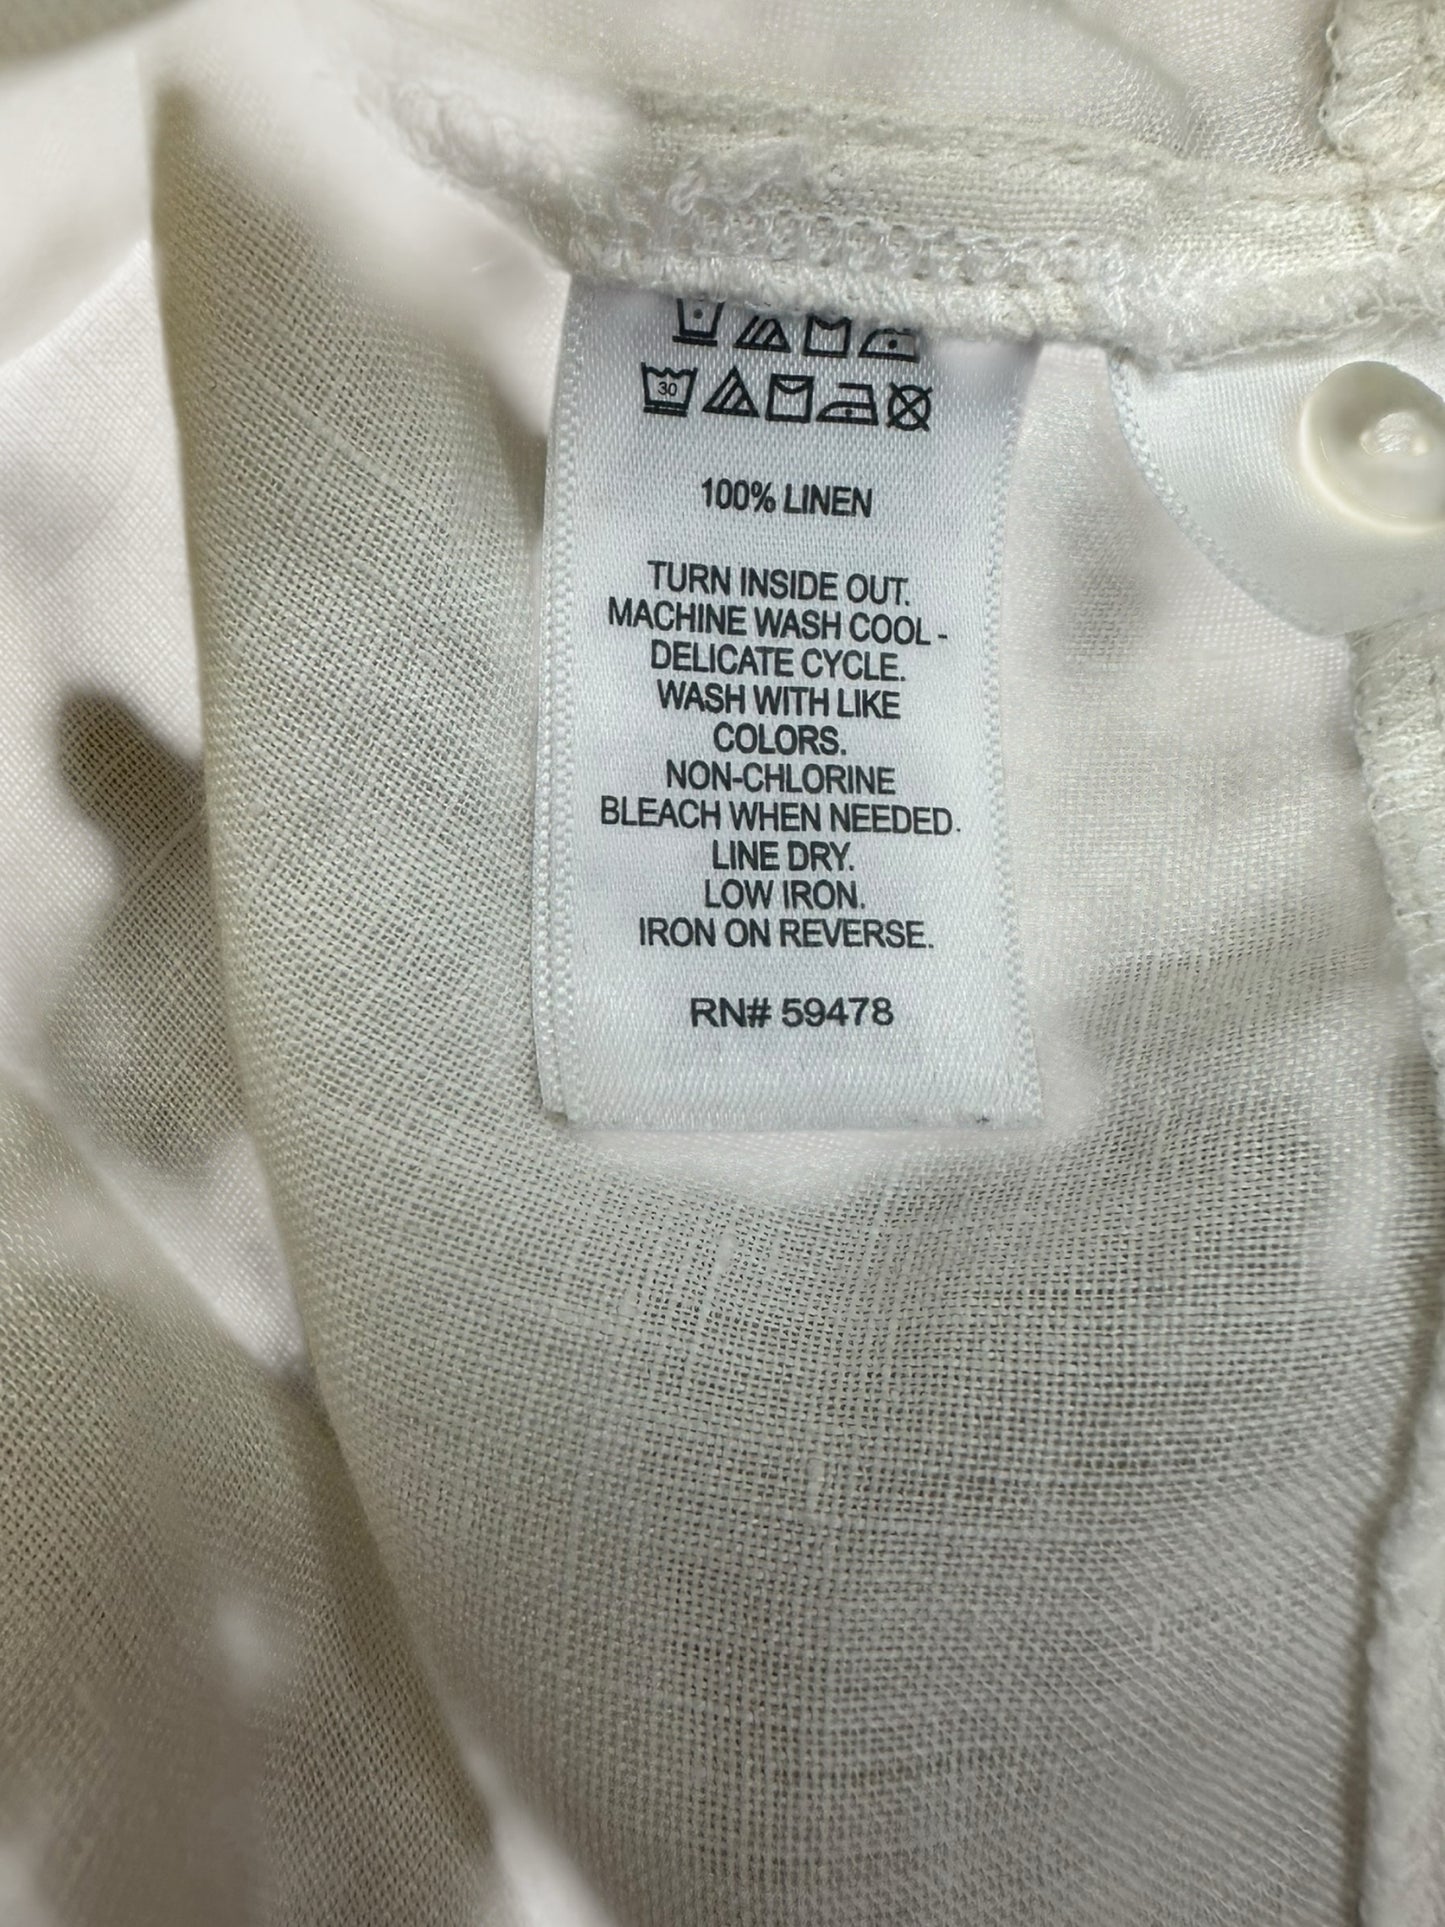 30
100% LINEN
TURN INSIDE OUT.
MACHINE WASH COOL -
DELICATE CYCLE.
WASH WITH LIKE
COLORS.
NON-CHLORINE
BLEACH WHEN NEEDED.
LINE DRY.
LOW IRON.
IRON ON REVERSE.
RN# 59478